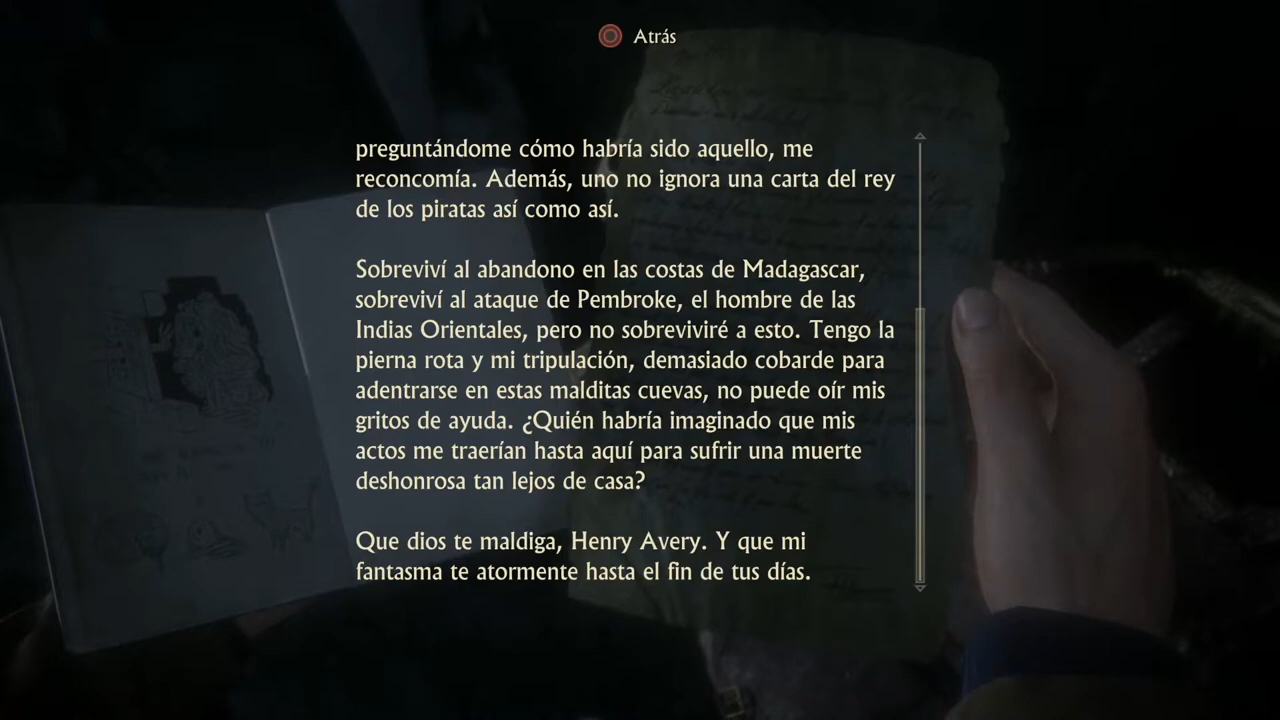 Atrás
preguntándome cómo habría sido aquello, me
reconcomía. Además, uno no ignora una carta del rey
de los piratas así como así.
Sobreviví al abandono en las costas de Madagascar,
sobreviví al ataque de Pembroke, el hombre de las
Indias Orientales, pero no sobreviviré a esto. Tengo la
pierna rota y mi tripulación, demasiado cobarde para
adentrarse en estas malditas cuevas, no puede oír mis
gritos de ayuda. ¿Quién habría imaginado que mis
actos me traerían hasta aquí para sufrir una muerte
deshonrosa tan lejos de casa?
Que dios te maldiga, Henry Avery. Y que mi
fantasma te atormente hasta el fin de tus días.